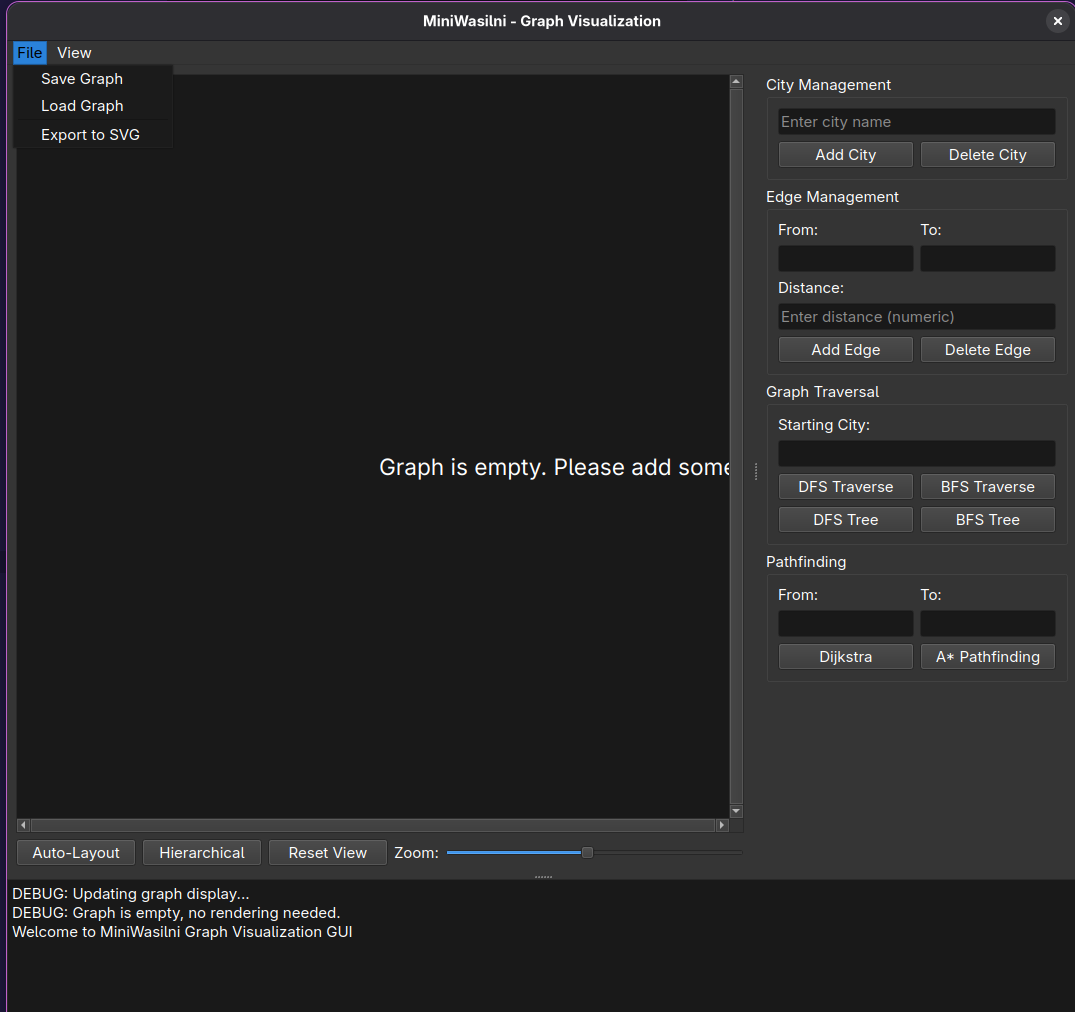 MiniWasilni - Graph Visualization
File View
Save Graph
Load Graph
Export to SVG
Graph is empty. Please add some
City Management
Enter city name
Add City Delete City
Edge Management
From: To:
Distance:
Enter distance (numeric)
Add Edge Delete Edge
Graph Traversal
Starting City:
DFS Traverse BFS Traverse
DFS Tree BFS Tree
Pathfinding
From: To:
Dijkstra A* Pathfinding
Auto-Layout Hierarchical Reset View Zoom:
DEBUG: Updating graph display...
DEBUG: Graph is empty, no rendering needed.
Welcome to MiniWasilni Graph Visualization GUI